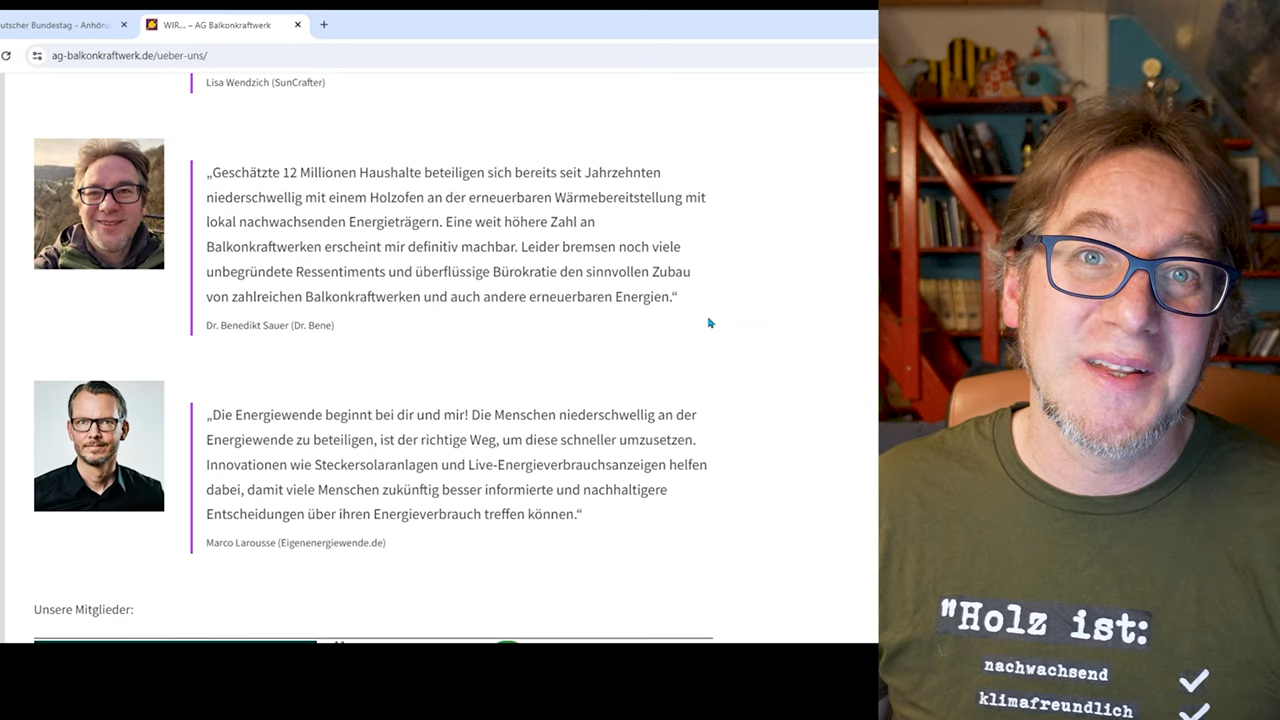 eutscher Bundestag - Anhöru
WIR... – AG Balkonkraftwerk
ag-balkonkraftwerk.de/ueber-uns/
Lisa Wendzich (SunCrafter)
„Geschätzte 12 Millionen Haushalte beteiligen sich bereits seit Jahrzehnten
niederschwellig mit einem Holzofen an der erneuerbaren Wärmebereitstellung mit
lokal nachwachsenden Energieträgern. Eine weit höhere Zahl an
Balkonkraftwerken erscheint mir definitiv machbar. Leider bremsen noch viele
unbegründete Ressentiments und überflüssige Bürokratie den sinnvollen Zubau
von zahlreichen Balkonkraftwerken und auch andere erneuerbaren Energien.“
Dr. Benedikt Sauer (Dr. Bene)
„Die Energiewende beginnt bei dir und mir! Die Menschen niederschwellig an der
Energiewende zu beteiligen, ist der richtige Weg, um diese schneller umzusetzen.
Innovationen wie Steckersolaranlagen und Live-Energieverbrauchsanzeigen helfen
dabei, damit viele Menschen zukünftig besser informierte und nachhaltigere
Entscheidungen über ihren Energieverbrauch treffen können.“
Marco Larousse (Eigenenergiewende.de)
Unsere Mitglieder:
"Holz ist:
nachwachsend
klimafreundlich